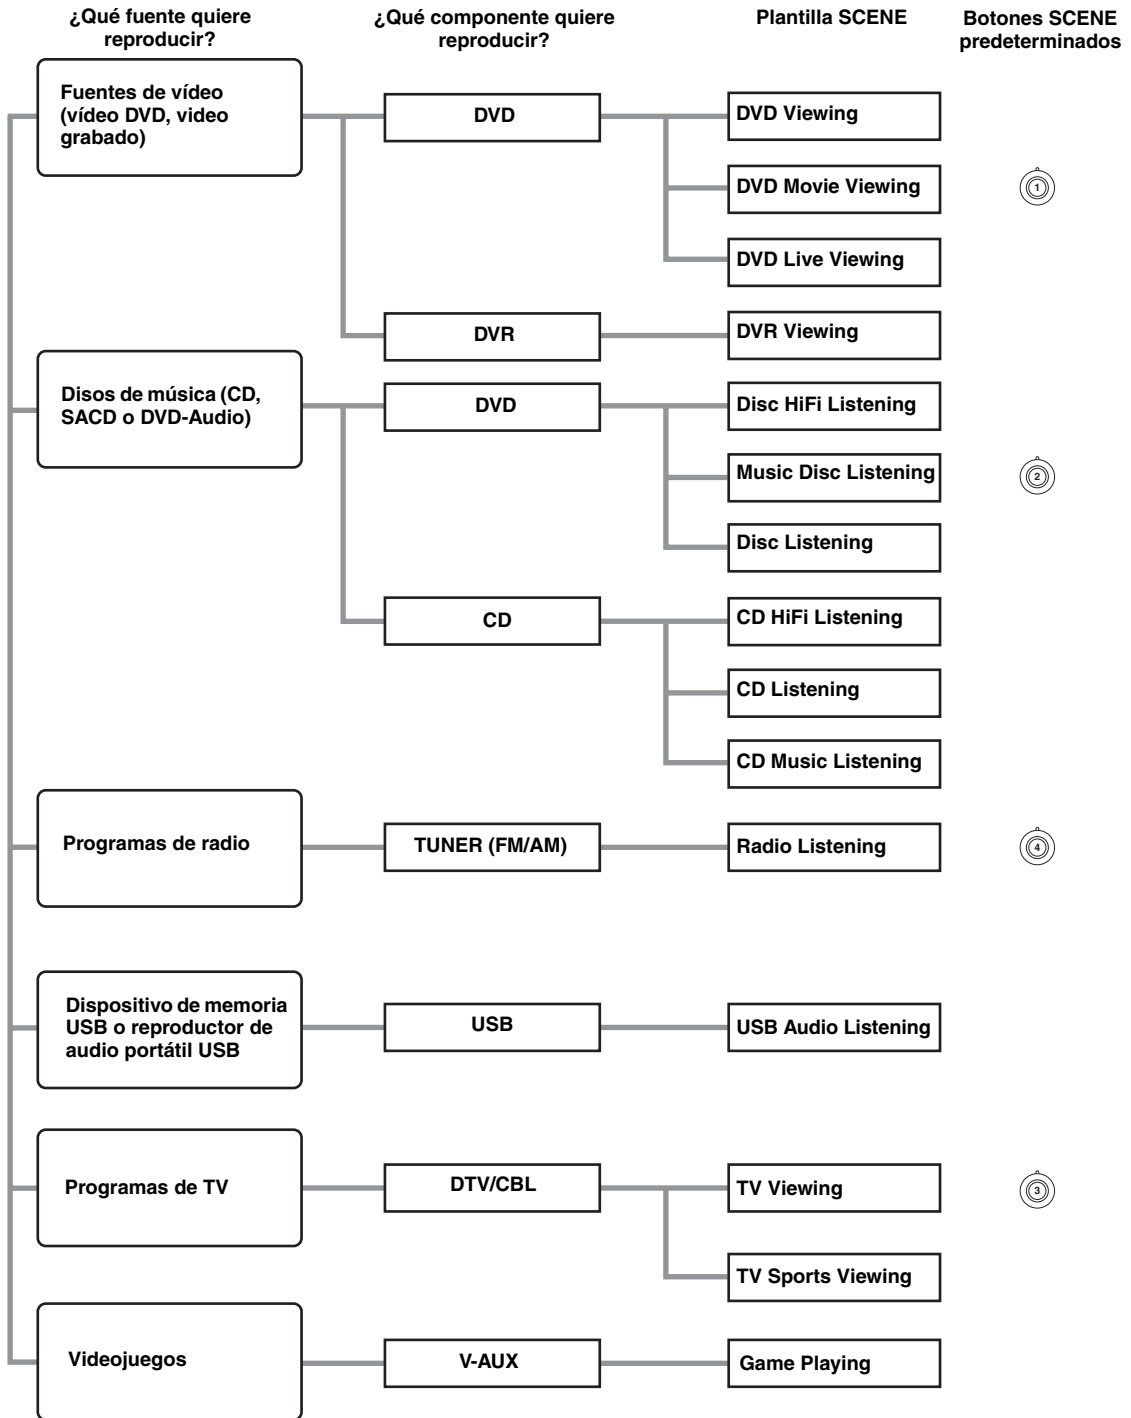 ¿Qué fuente quiere
reproducir?
¿Qué componente quiere
reproducir?
Plantilla SCENE
Botones SCENE
predeterminados
Fuentes de vídeo
(vídeo DVD, video
grabado)
DVD
DVD Viewing
DVD Movie Viewing
1
DVD Live Viewing
DVR
DVR Viewing
Disos de música (CD,
SACD o DVD-Audio)
DVD
Disc HiFi Listening
Music Disc Listening
2
Disc Listening
CD
CD HiFi Listening
CD Listening
CD Music Listening
Programas de radio
TUNER (FM/AM)
Radio Listening
4
Dispositivo de memoria
USB o reproductor de
audio portátil USB
USB
USB Audio Listening
Programas de TV
DTV/CBL
TV Viewing
3
TV Sports Viewing
Videojuegos
V-AUX
Game Playing